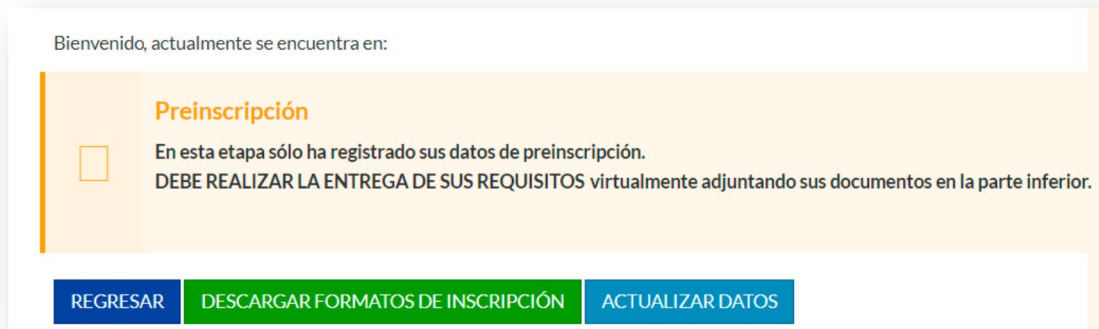 Bienvenido, actualmente se encuentra en:
Preinscripción
En esta etapa sólo ha registrado sus datos de preinscripción.
DEBE REALIZAR LA ENTREGA DE SUS REQUISITOS virtualmente adjuntando sus documentos en la parte inferior.
REGRESAR DESCARGAR FORMATOS DE INSCRIPCIÓN ACTUALIZAR DATOS